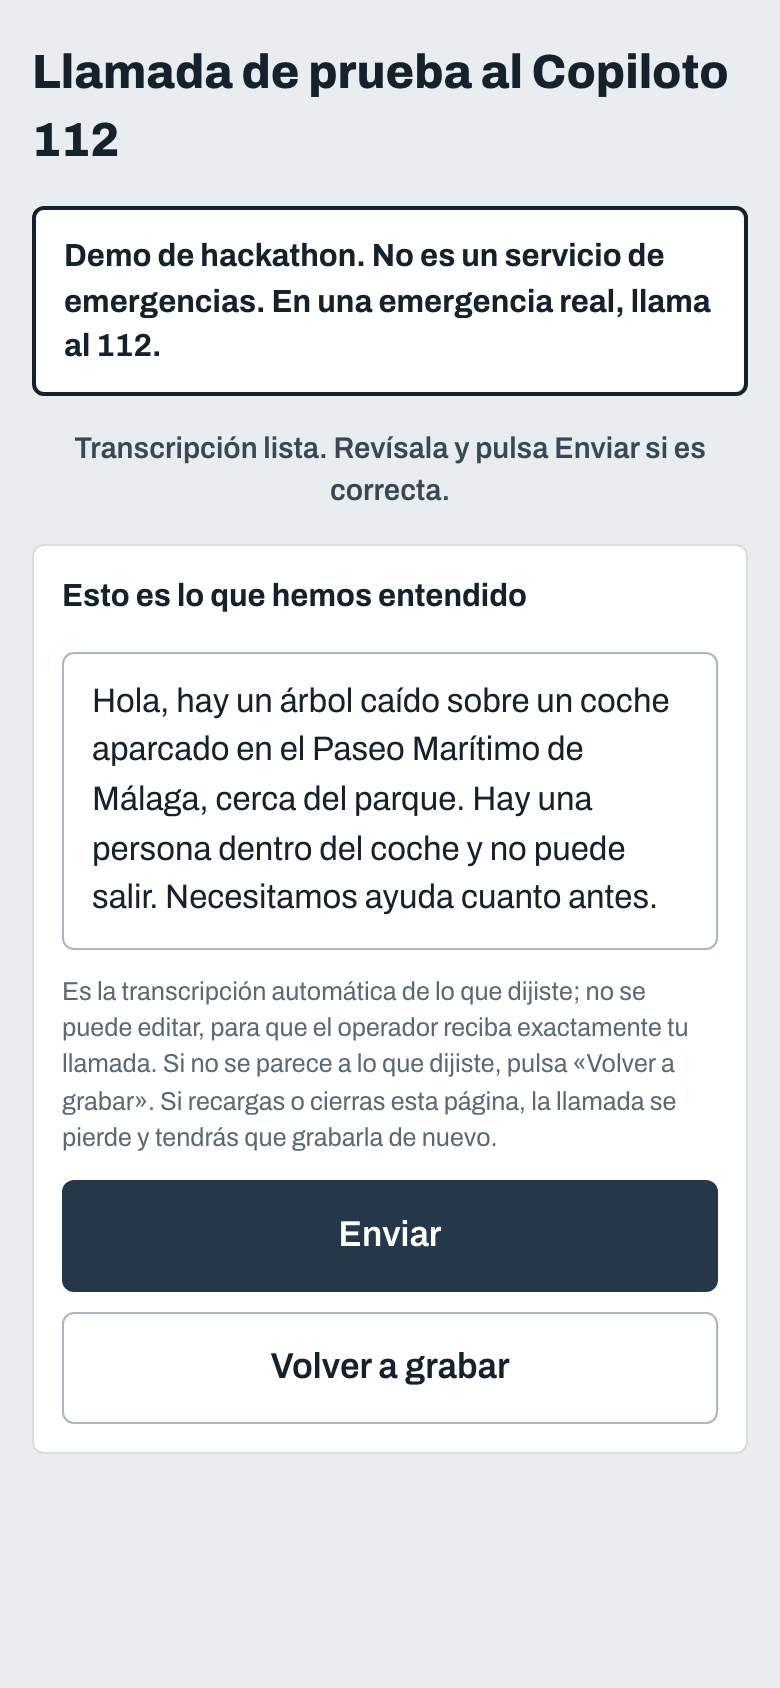 Llamada de prueba al Copiloto
112
Demo de hackathon. No es un servicio de
emergencias. En una emergencia real, llama
al 112.
Transcripción lista. Revísala y pulsa Enviar si es
correcta.
Esto es lo que hemos entendido
Hola, hay un árbol caído sobre un coche
aparcado en el Paseo Marítimo de
Málaga, cerca del parque. Hay una
persona dentro del coche y no puede
salir. Necesitamos ayuda cuanto antes.
Es la transcripción automática de lo que dijiste; no se
puede editar, para que el operador reciba exactamente tu
llamada. Si no se parece a lo que dijiste, pulsa «Volver a
grabar». Si recargas o cierras esta página, la llamada se
pierde y tendrás que grabarla de nuevo.
Enviar
Volver a grabar